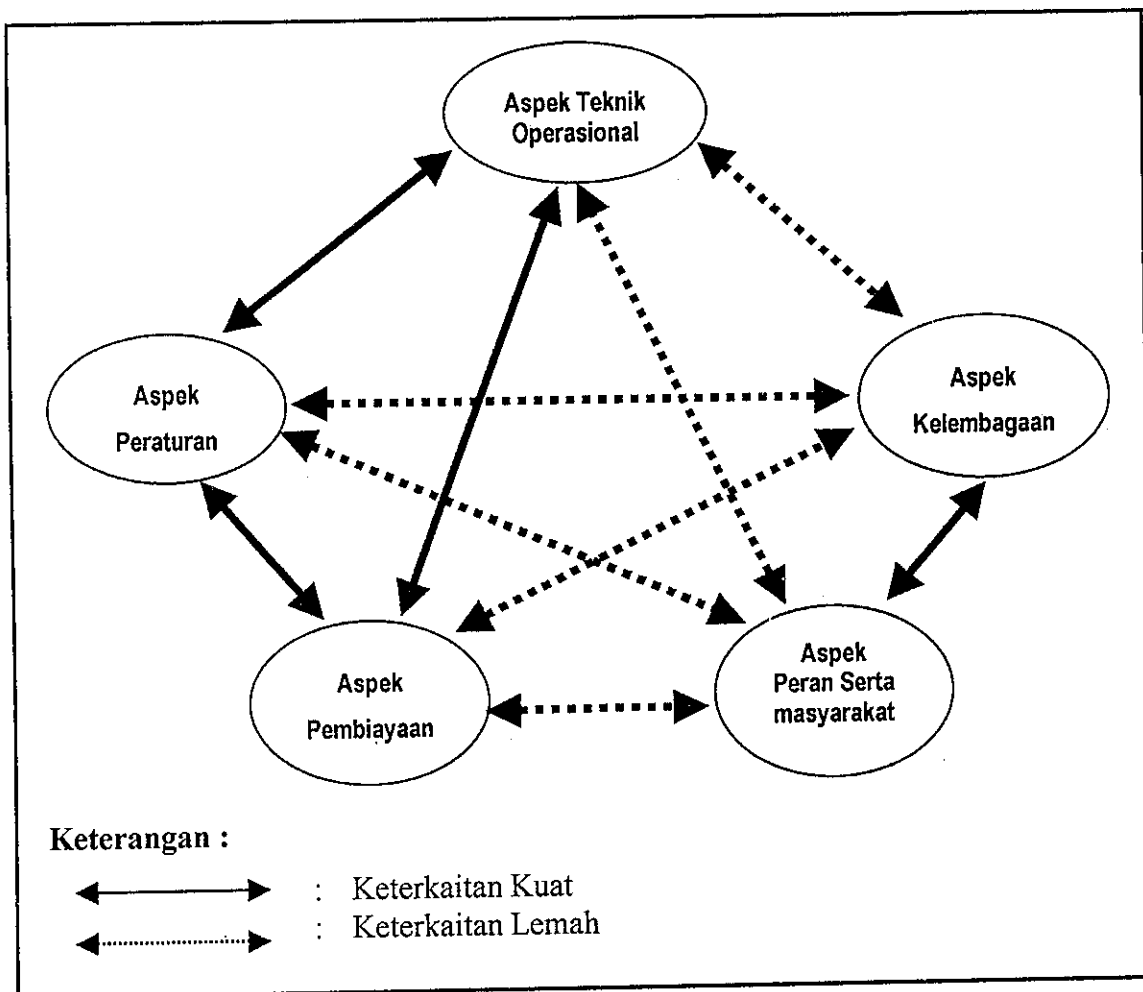 Aspek Teknik
Operasional
Aspek
Peraturan
Aspek
Kelembagaan
Aspek
Pembiayaan
Aspek
Peran Serta
masyarakat
Keterangan :
: Keterkaitan Kuat
: Keterkaitan Lemah